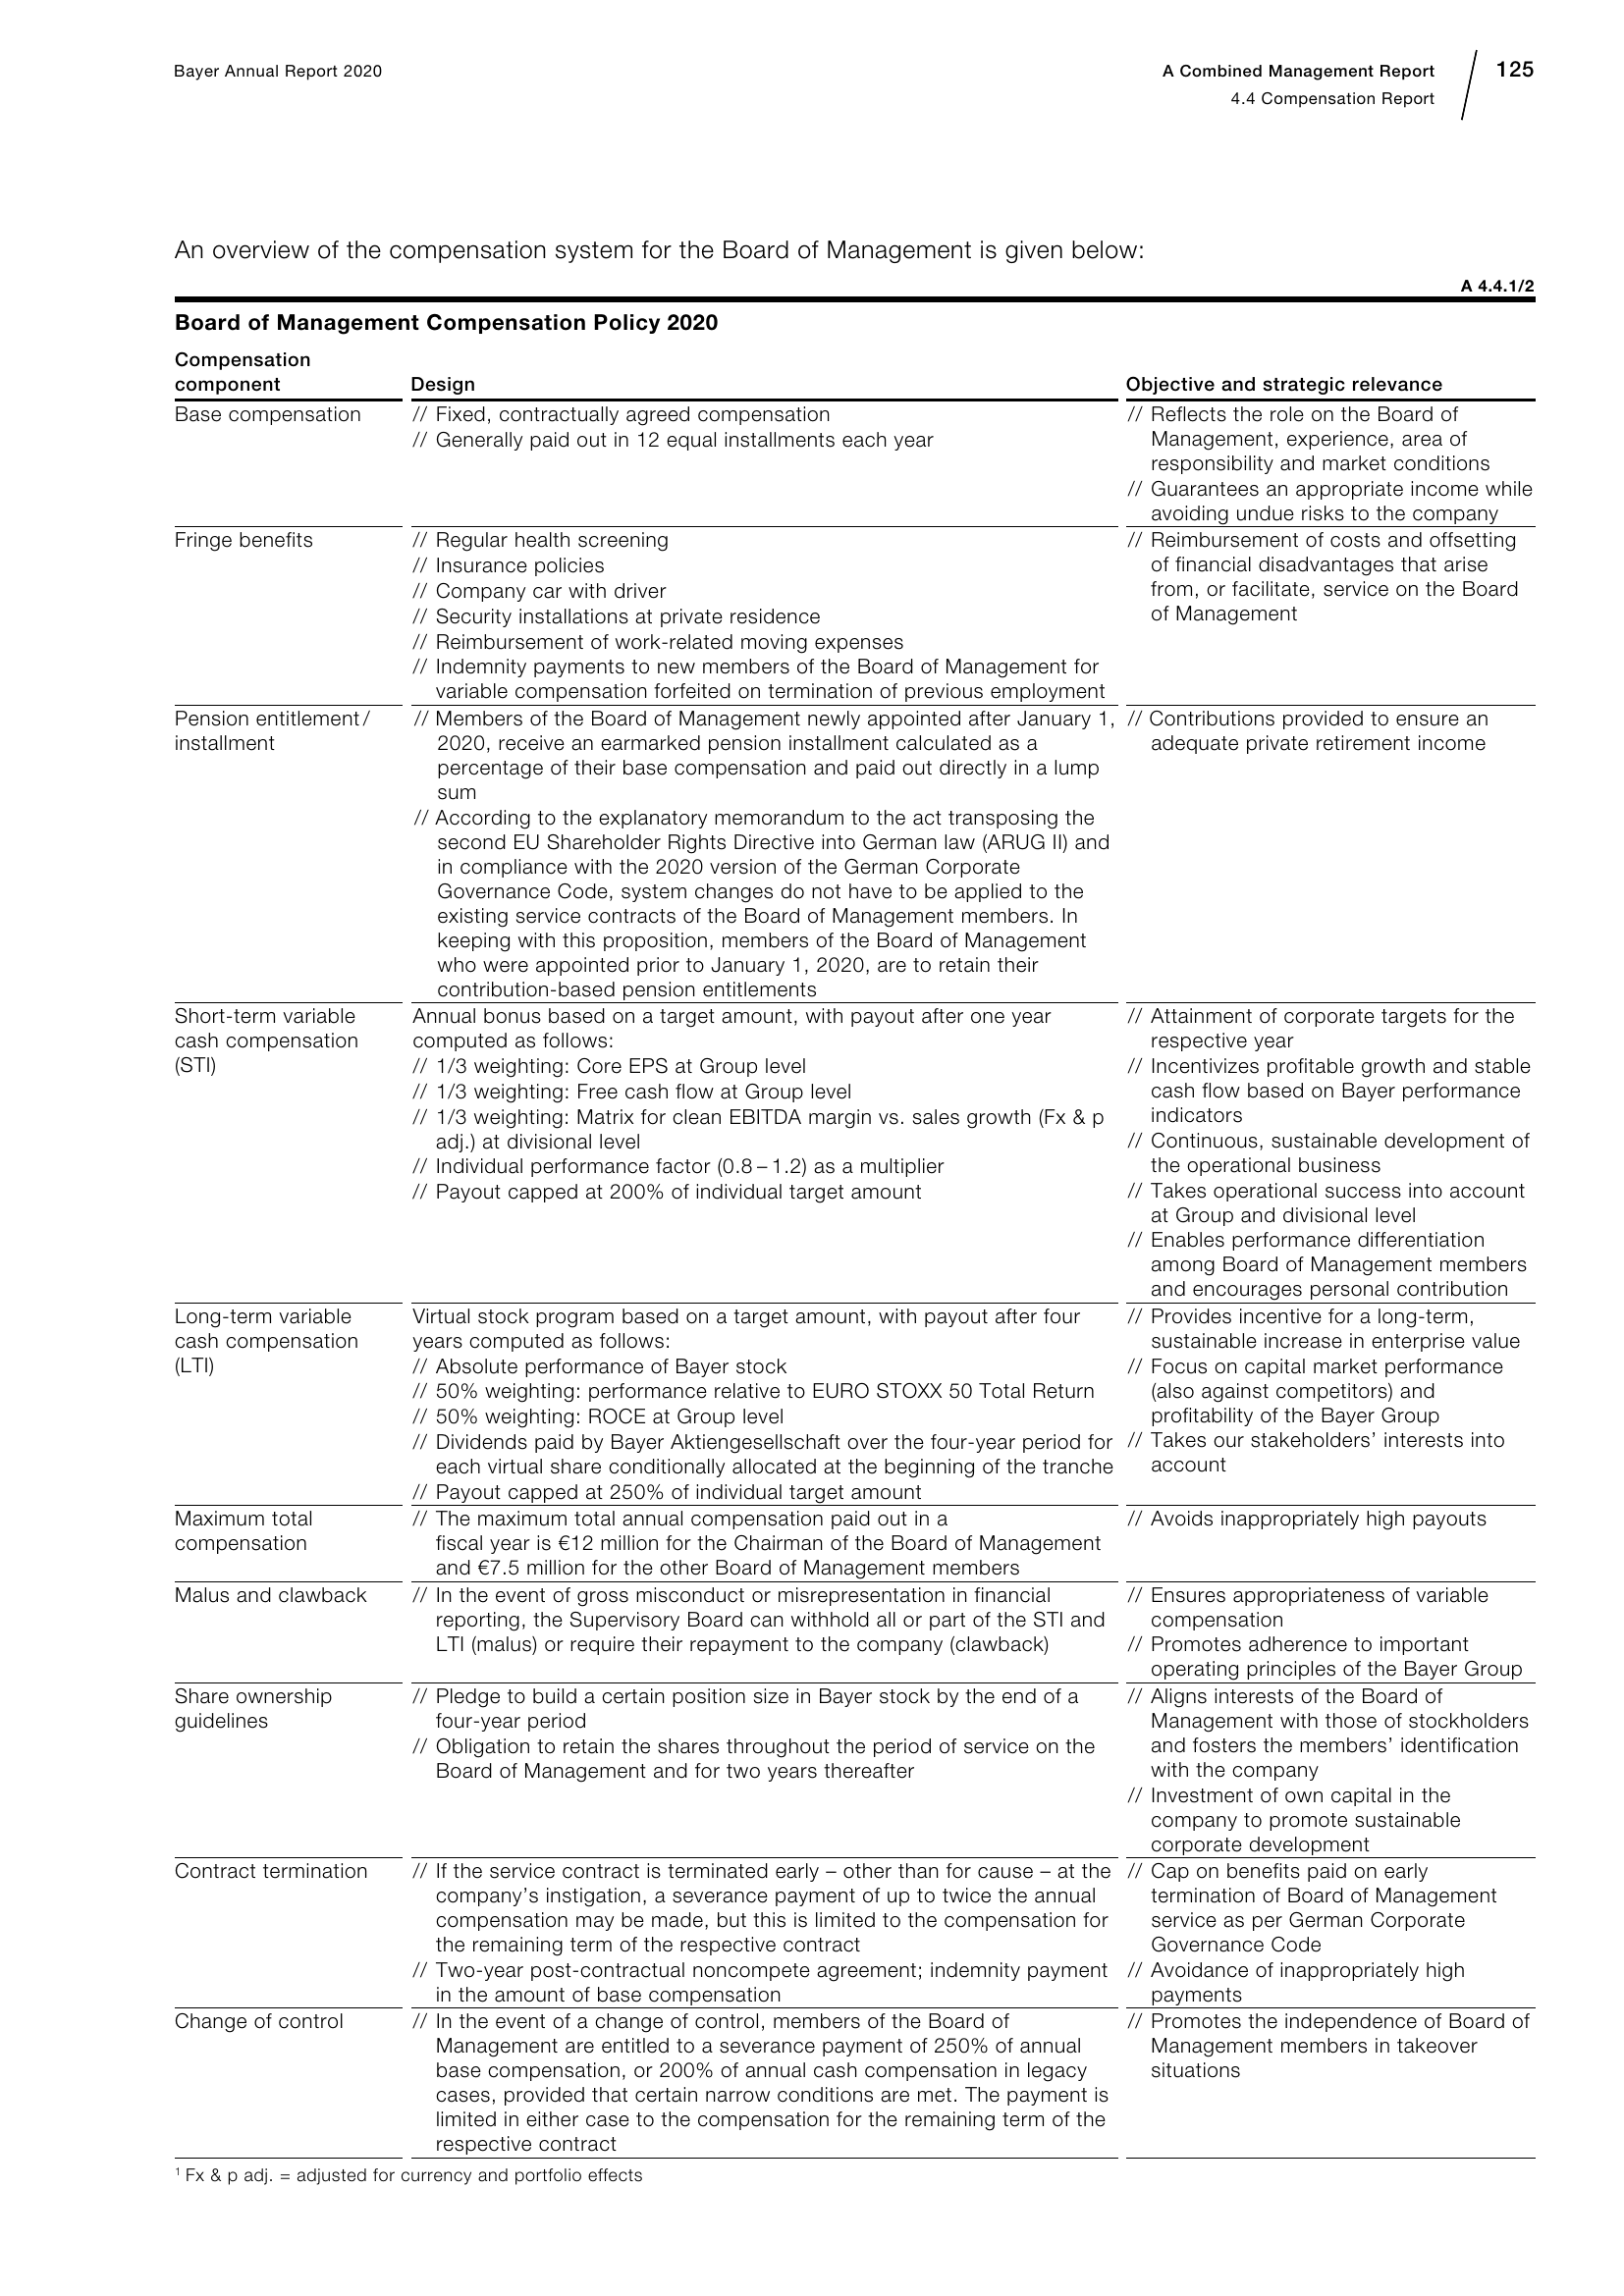 Bayer Annual Report 2020
A Combined Management Report
125
4.4 Compensation Report
An overview of the compensation system for the Board of Management is given below:
A 4.4.1/2
Board of Management Compensation Policy 2020
Compensation
component
Design
Objective and strategic relevance
Base compensation
// Fixed, contractually agreed compensation
// Generally paid out in 12 equal installments each year
// Reflects the role on the Board of
Management, experience, area of
responsibility and market conditions
// Guarantees an appropriate income while
avoiding undue risks to the company
Fringe benefits
// Regular health screening
// Insurance policies
// Company car with driver
// Security installations at private residence
// Reimbursement of work-related moving expenses
// Indemnity payments to new members of the Board of Management for
variable compensation forfeited on termination of previous employment
// Reimbursement of costs and offsetting
of financial disadvantages that arise
from, or facilitate, service on the Board
of Management
Pension entitlement /
installment
// Members of the Board of Management newly appointed after January 1,
2020, receive an earmarked pension installment calculated as a
percentage of their base compensation and paid out directly in a lump
sum
// According to the explanatory memorandum to the act transposing the
second EU Shareholder Rights Directive into German law (ARUG II) and
in compliance with the 2020 version of the German Corporate
Governance Code, system changes do not have to be applied to the
existing service contracts of the Board of Management members. In
keeping with this proposition, members of the Board of Management
who were appointed prior to January 1, 2020, are to retain their
contribution-based pension entitlements
// Contributions provided to ensure an
adequate private retirement income
Short-term variable
cash compensation
(STI)
Annual bonus based on a target amount, with payout after one year
computed as follows:
// 1/3 weighting: Core EPS at Group level
// 1/3 weighting: Free cash flow at Group level
// 1/3 weighting: Matrix for clean EBITDA margin vs. sales growth (Fx & p
adj.) at divisional level
// Individual performance factor (0.8 – 1.2) as a multiplier
// Payout capped at 200% of individual target amount
// Attainment of corporate targets for the
respective year
// Incentivizes profitable growth and stable
cash flow based on Bayer performance
indicators
// Continuous, sustainable development of
the operational business
// Takes operational success into account
at Group and divisional level
// Enables performance differentiation
among Board of Management members
and encourages personal contribution
Long-term variable
cash compensation
(LTI)
Virtual stock program based on a target amount, with payout after four
years computed as follows:
// Absolute performance of Bayer stock
// 50% weighting: performance relative to EURO STOXX 50 Total Return
// 50% weighting: ROCE at Group level
// Dividends paid by Bayer Aktiengesellschaft over the four-year period for
each virtual share conditionally allocated at the beginning of the tranche
// Payout capped at 250% of individual target amount
// Provides incentive for a long-term,
sustainable increase in enterprise value
// Focus on capital market performance
(also against competitors) and
profitability of the Bayer Group
// Takes our stakeholders’ interests into
account
Maximum total
compensation
// The maximum total annual compensation paid out in a
fiscal year is €12 million for the Chairman of the Board of Management
and €7.5 million for the other Board of Management members
// Avoids inappropriately high payouts
Malus and clawback
// In the event of gross misconduct or misrepresentation in financial
reporting, the Supervisory Board can withhold all or part of the STI and
LTI (malus) or require their repayment to the company (clawback)
// Ensures appropriateness of variable
compensation
// Promotes adherence to important
operating principles of the Bayer Group
Share ownership
guidelines
// Pledge to build a certain position size in Bayer stock by the end of a
four-year period
// Obligation to retain the shares throughout the period of service on the
Board of Management and for two years thereafter
// Aligns interests of the Board of
Management with those of stockholders
and fosters the members’ identification
with the company
// Investment of own capital in the
company to promote sustainable
corporate development
Contract termination
// If the service contract is terminated early – other than for cause – at the
company’s instigation, a severance payment of up to twice the annual
compensation may be made, but this is limited to the compensation for
the remaining term of the respective contract
// Two-year post-contractual noncompete agreement; indemnity payment
in the amount of base compensation
// Cap on benefits paid on early
termination of Board of Management
service as per German Corporate
Governance Code
// Avoidance of inappropriately high
payments
Change of control
// In the event of a change of control, members of the Board of
Management are entitled to a severance payment of 250% of annual
base compensation, or 200% of annual cash compensation in legacy
cases, provided that certain narrow conditions are met. The payment is
limited in either case to the compensation for the remaining term of the
respective contract
// Promotes the independence of Board of
Management members in takeover
situations
¹ Fx & p adj. = adjusted for currency and portfolio effects